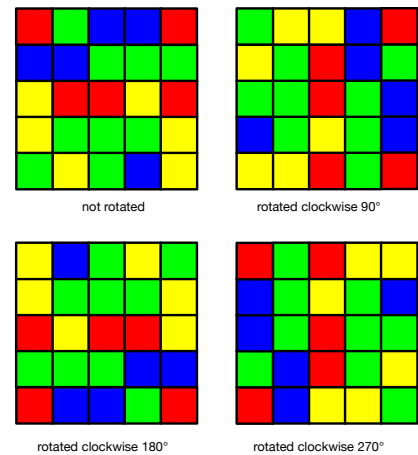 not rotated
rotated clockwise 90°
rotated clockwise 180°
rotated clockwise 270°